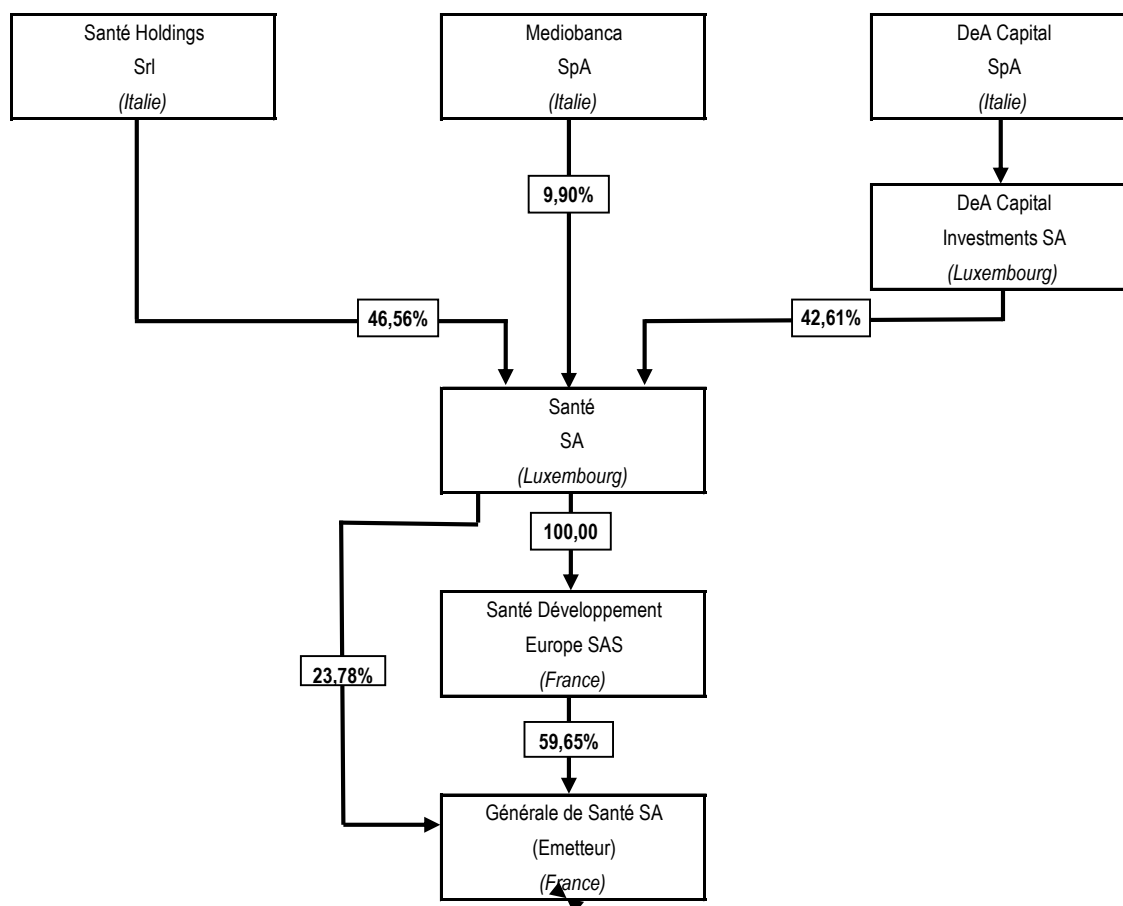 Santé Holdings
Srl
(Italie)
Mediobanca
SpA
(Italie)
DeA Capital
SpA
(Italie)
9,90%
DeA Capital
Investments SA
(Luxembourg)
46,56%
42,61%
Santé
SA
(Luxembourg)
100,00
Santé Développement
Europe SAS
(France)
23,78%
59,65%
Générale de Santé SA
(Emetteur)
(France)